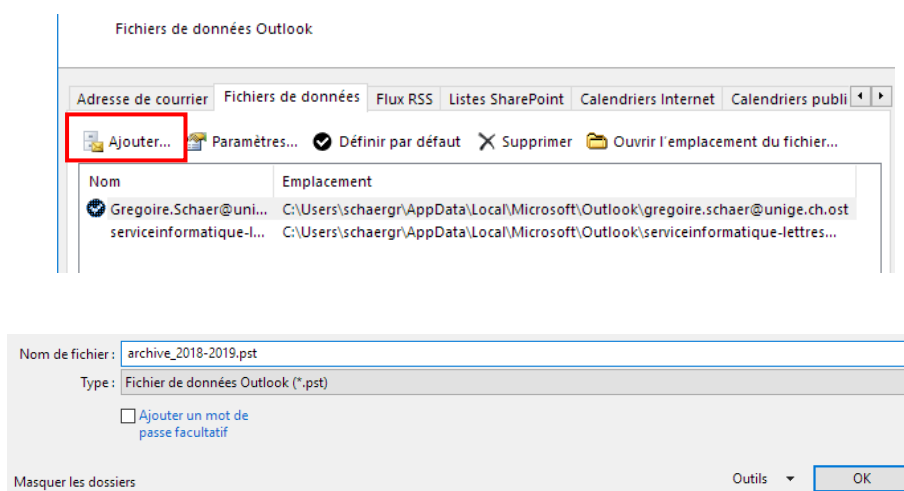 Fichiers de données Outlook
Adresse de courrier Fichiers de données Flux RSS Listes SharePoint Calendriers Internet Calendriers publi
Ajouter... Paramètres... Définir par défaut Supprimer Ouvrir l'emplacement du fichier...
Nom Emplacement
Gregoire.Schaer@uni... C:\Users\schaergr\AppData\Local\Microsoft\Outlook\gregoire.schaer@unige.ch.ost
serviceinformatique-l... C:\Users\schaergr\AppData\Local\Microsoft\Outlook\serviceinformatique-lettres...
Nom de fichier : archive_2018-2019.pst
Type : Fichier de données Outlook (*.pst)
Ajouter un mot de
passe facultatif
Masquer les dossiers Outils OK